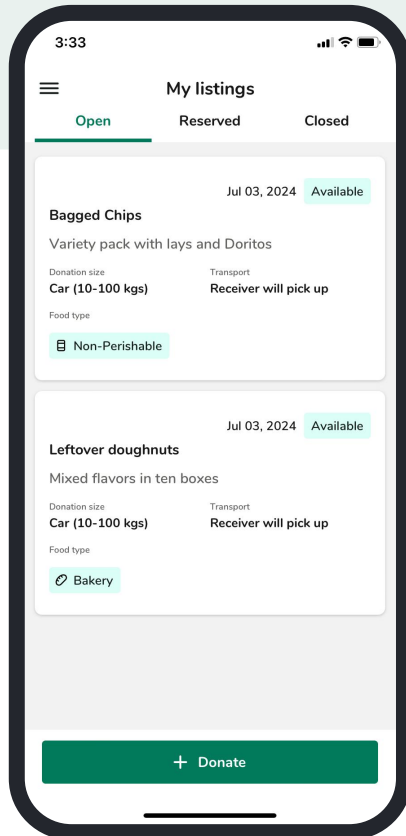 3:33
My listings
Open Reserved Closed
Jul 03, 2024 Available
Bagged Chips
Variety pack with lays and Doritos
Donation size Transport
Car (10-100 kgs) Receiver will pick up
Food type
Non-Perishable
Jul 03, 2024 Available
Leftover doughnuts
Mixed flavors in ten boxes
Donation size Transport
Car (10-100 kgs) Receiver will pick up
Food type
Bakery
+ Donate